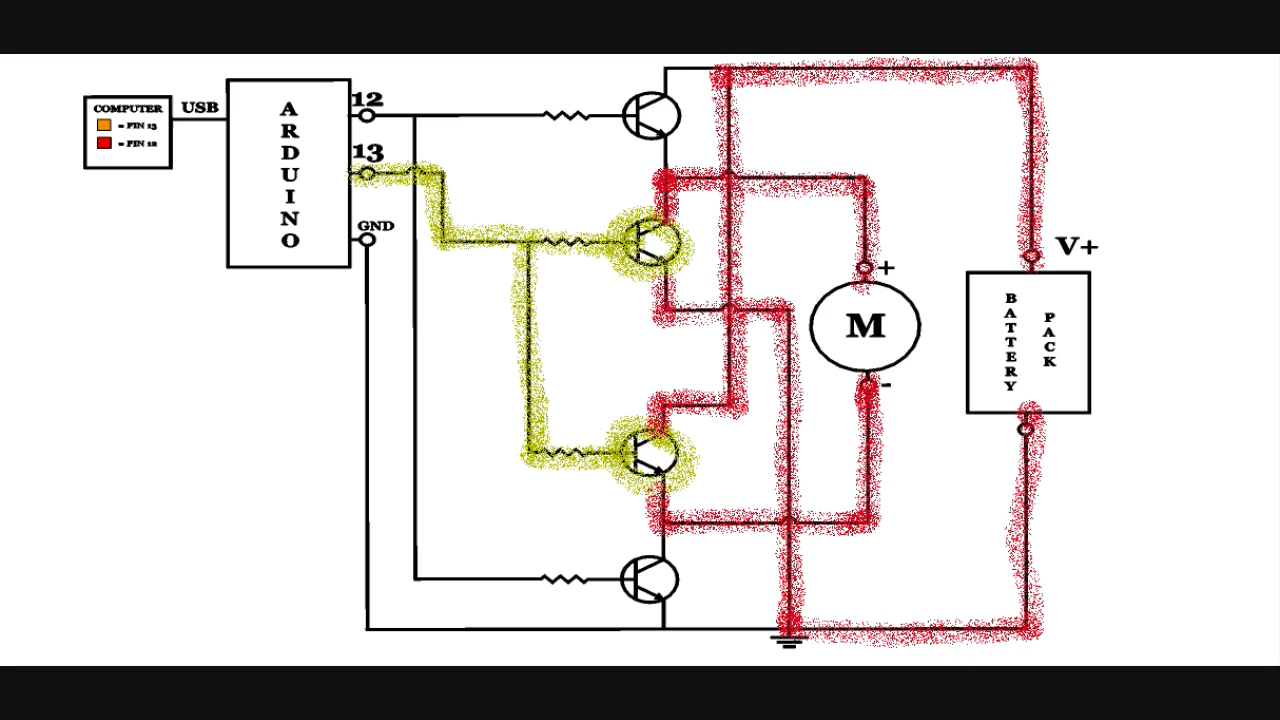 COMPUTER
= PIN 13
= PIN 12
USB
ARDUINO
12
13
GND
+
M
-
V+
BATTERY
PACK